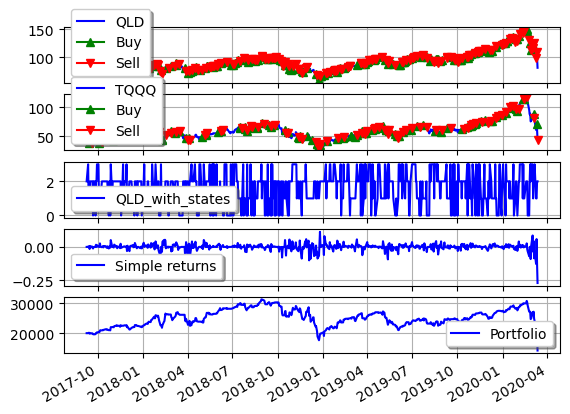 150
100
QLD
Buy
Sell
100
50
TQQQ
Buy
Sell
2
0
QLD_with_states
0.00
−0.25
Simple returns
30000
20000
Portfolio
2017-10
2018-01
2018-04
2018-07
2018-10
2019-01
2019-04
2019-07
2019-10
2020-01
2020-04